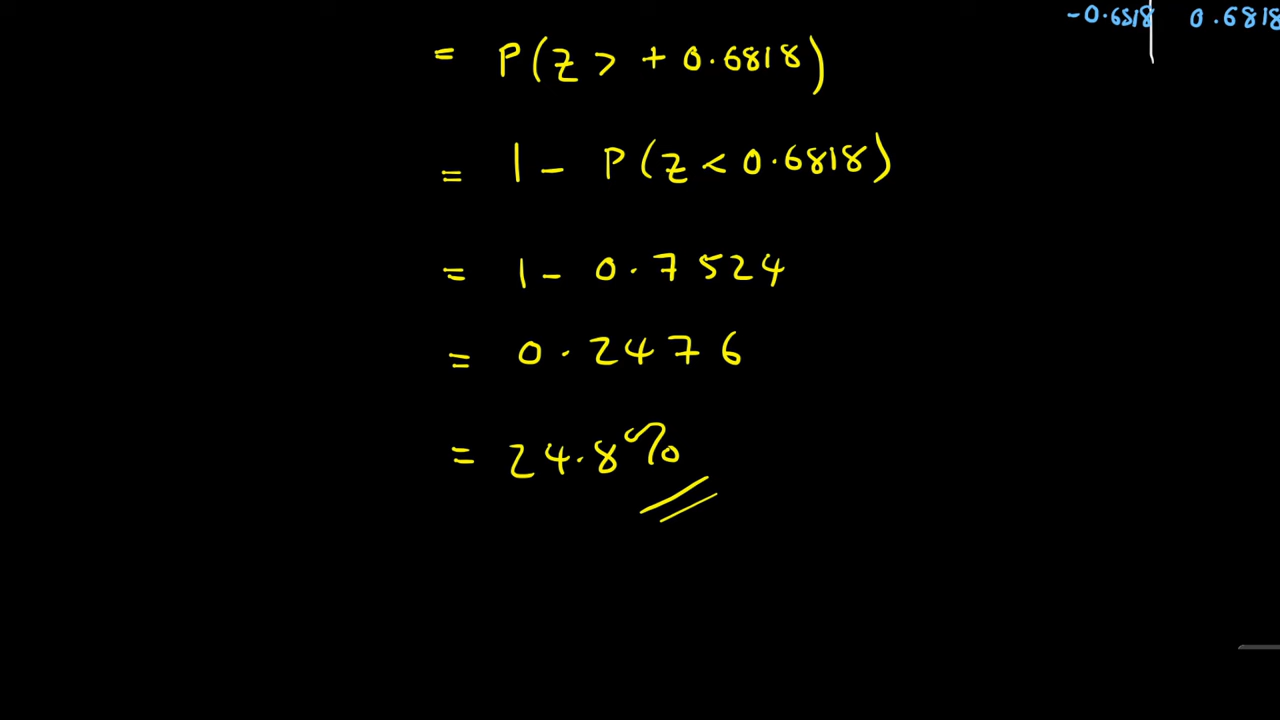 -0.6818 0.6818
= P(Z > +0.6818)
= 1 - P(Z < 0.6818)
= 1 - 0.7524
= 0.2476
= 24.8%